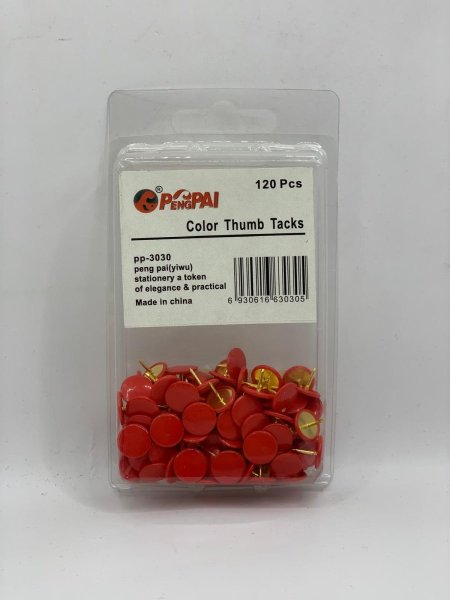 ® PENGPAI
120 Pcs
Color Thumb Tacks
pp-3030
peng pai(yiwu)
stationery a token
of elegance & practical
Made in china
6 930616 630305